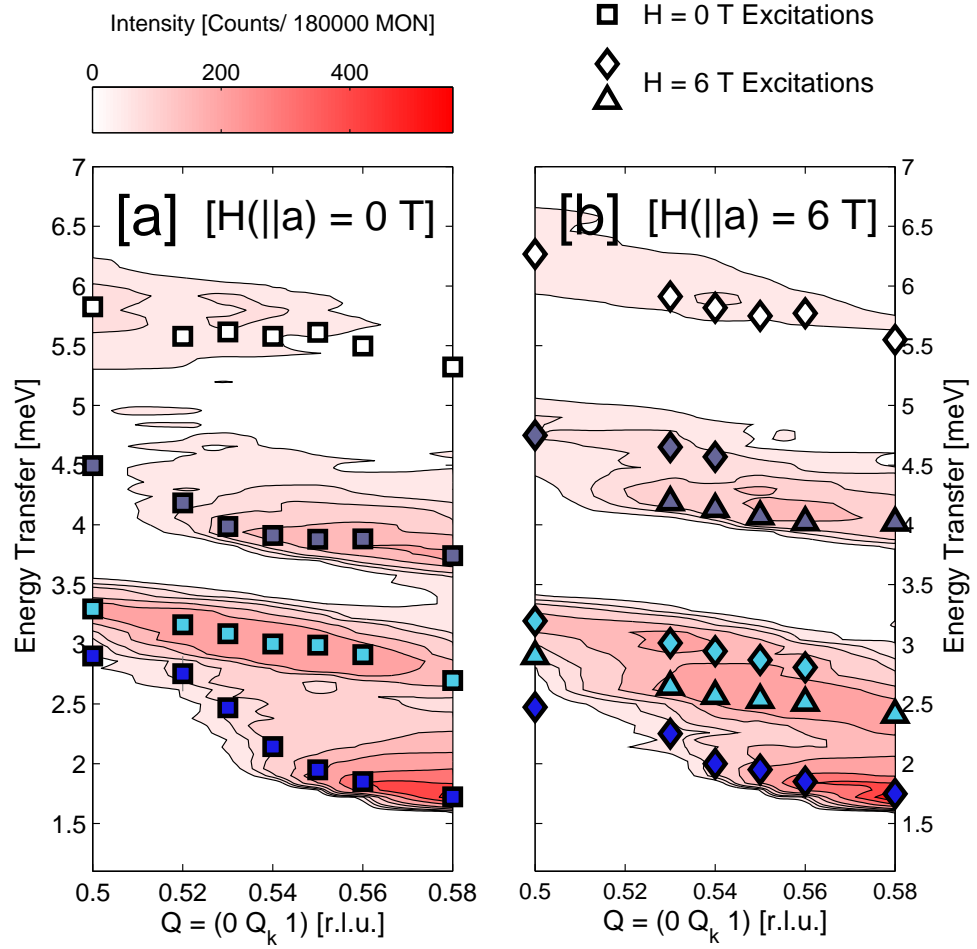 Intensity [Counts/ 180000 MON]
0 200 400
H = 0 T Excitations
H = 6 T Excitations
[a] [H(||a) = 0 T]
[b] [H(||a) = 6 T]
7
6.5
6
5.5
5
4.5
4
3.5
3
2.5
2
1.5
Energy Transfer [meV]
0.5 0.52 0.54 0.56 0.58
Q = (0 Q_k 1) [r.l.u.]
7
6.5
6
5.5
5
4.5
4
3.5
3
2.5
2
1.5
Energy Transfer [meV]
0.5 0.52 0.54 0.56 0.58
Q = (0 Q_k 1) [r.l.u.]